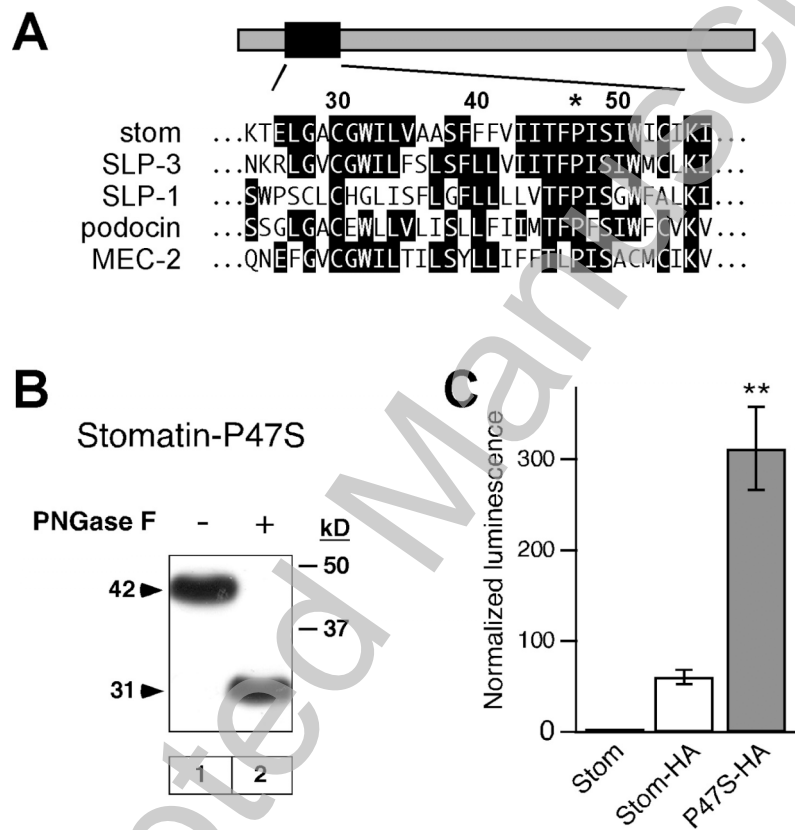 A
30 40 * 50
stom ...KTELGACGWILVAASFFFVIITFPISIWICIKI...
SLP-3 ...NKRLGVCGWILFSLSFLLVIITFPISIWMCLKI...
SLP-1 ...SWPSCLCHGLISFLGFLLLLVTFPISGWFALKI...
podocin ...SSGLGACEWLLVLISLLFIIMTFPFSIWFCVKV...
MEC-2 ...QNEFGVCGWILTILSYLLIFFTLPISACMCIKV...
B
Stomatin-P47S
PNGase F - + kD
50
42
37
31
1 2
C
**
Normalized luminescence
300
200
100
0
Stom
Stom-HA
P47S-HA